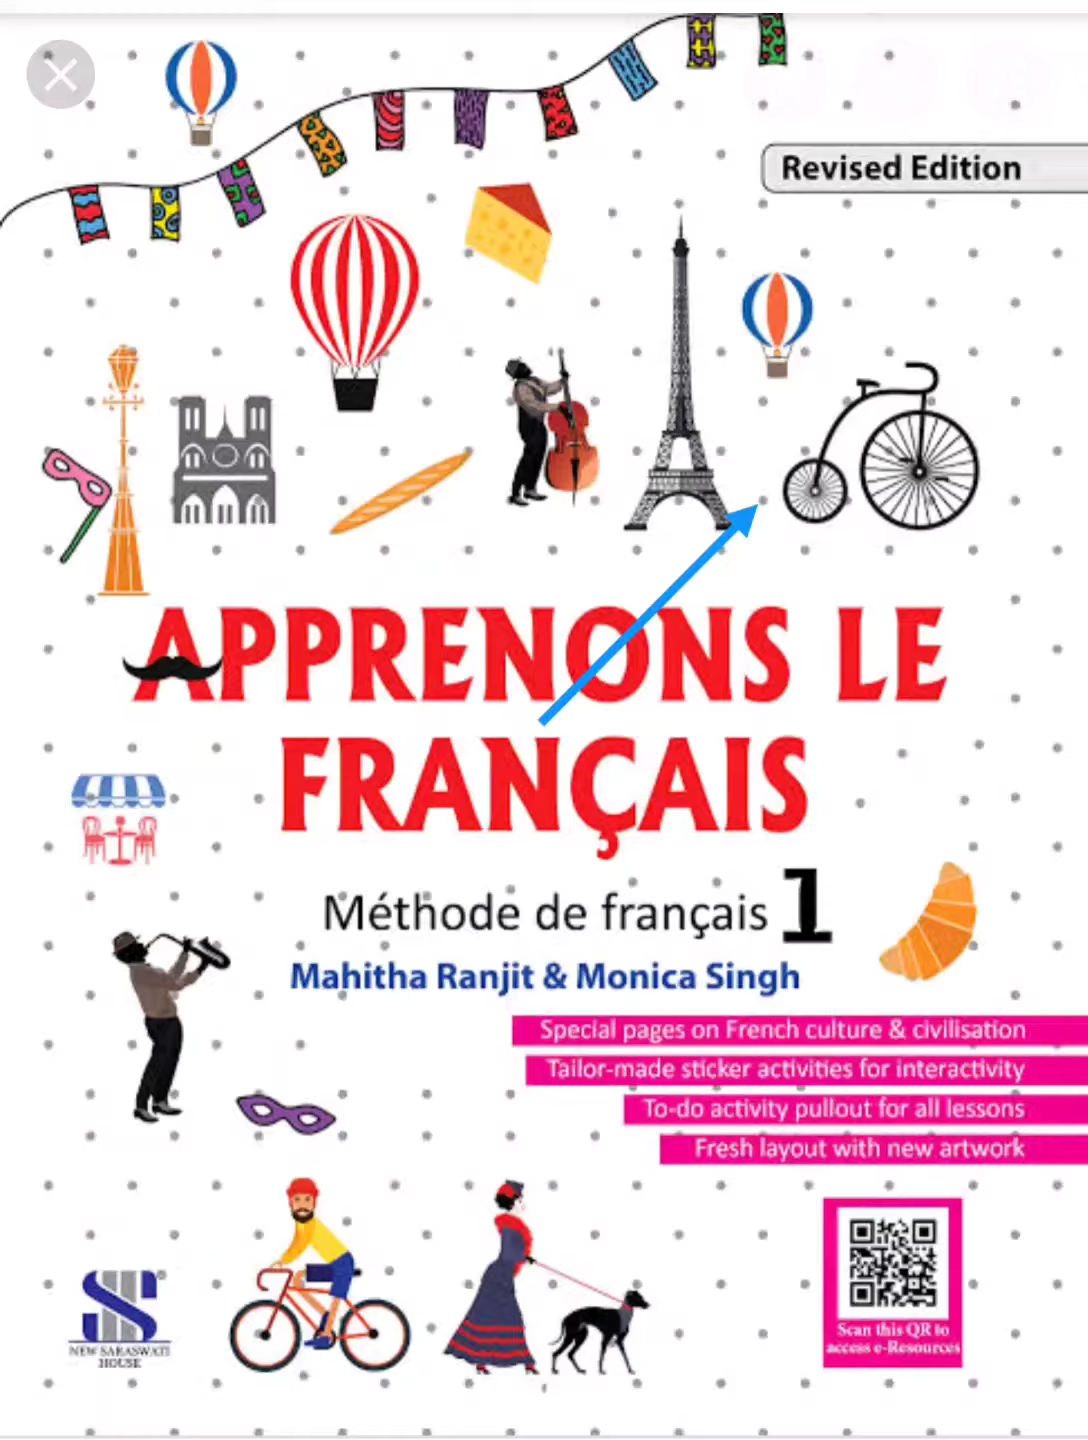 Revised Edition
APPRENONS LE
FRANÇAIS
Méthode de français 1
Mahitha Ranjit & Monica Singh
Special pages on French culture & civilisation
Tailor-made sticker activities for interactivity
To-do activity pullout for all lessons
Fresh layout with new artwork
NEW SARASWATI
HOUSE
Scan this QR to
access e-Resources